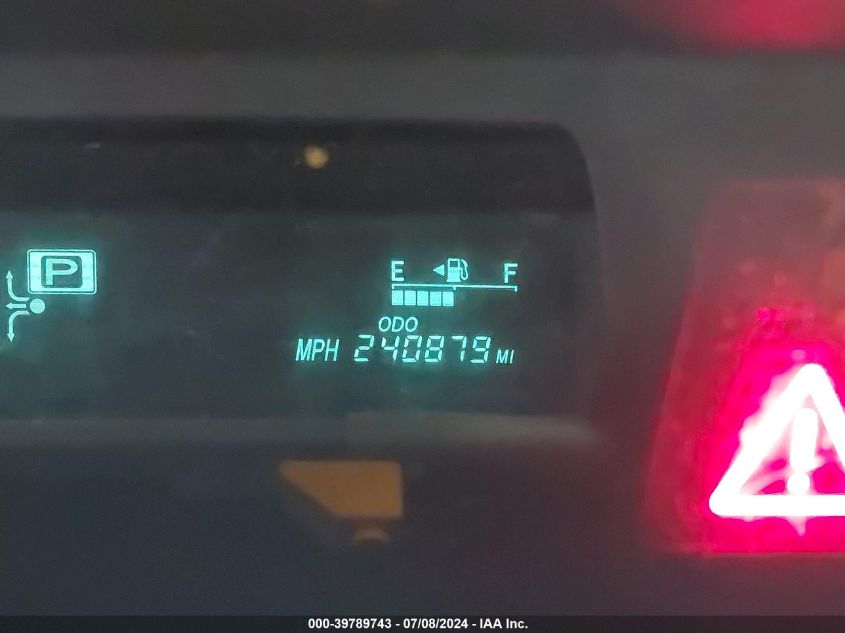 P
E F
ODO
MPH 240879 MI
000-39789743 - 07/08/2024 - IAA Inc.